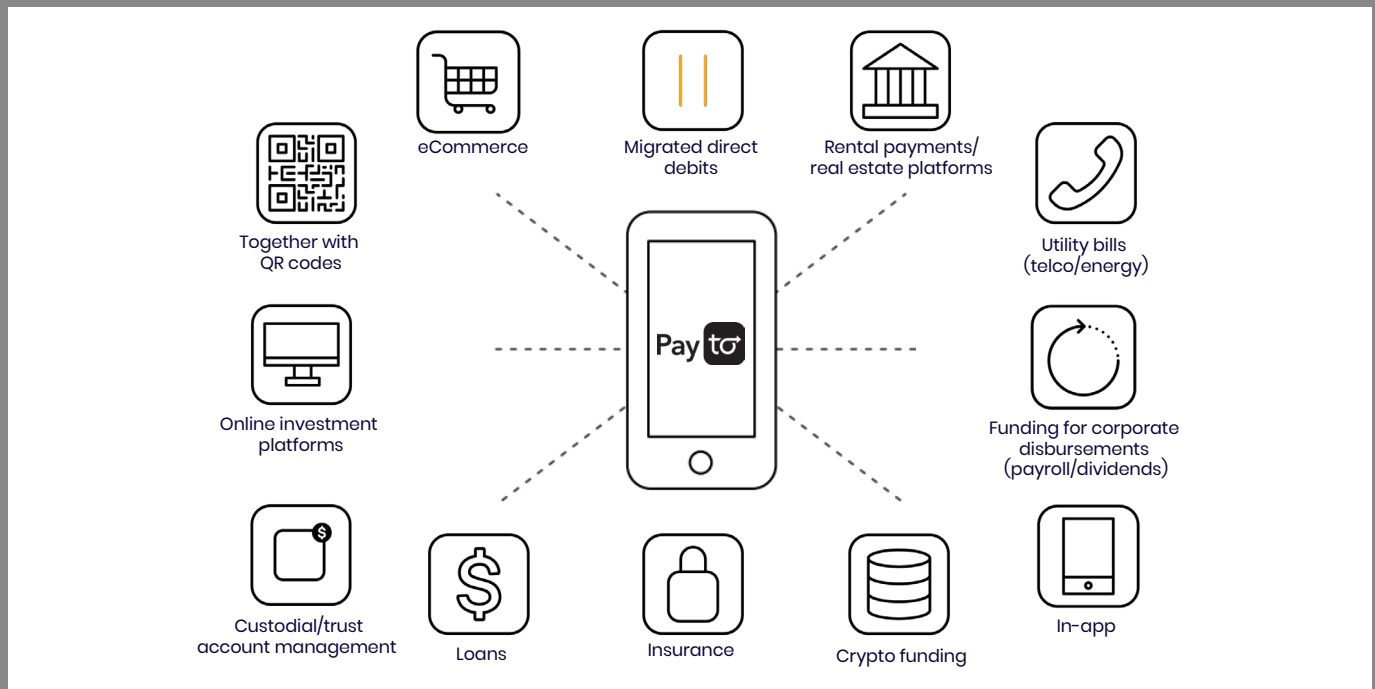 eCommerce
Migrated direct
debits
Rental payments/
real estate platforms
Together with
QR codes
Utility bills
(telco/energy)
Pay to
Online investment
platforms
Funding for corporate
disbursements
(payroll/dividends)
$
$
Custodial/trust
account management
Loans
Insurance
Crypto funding
In-app